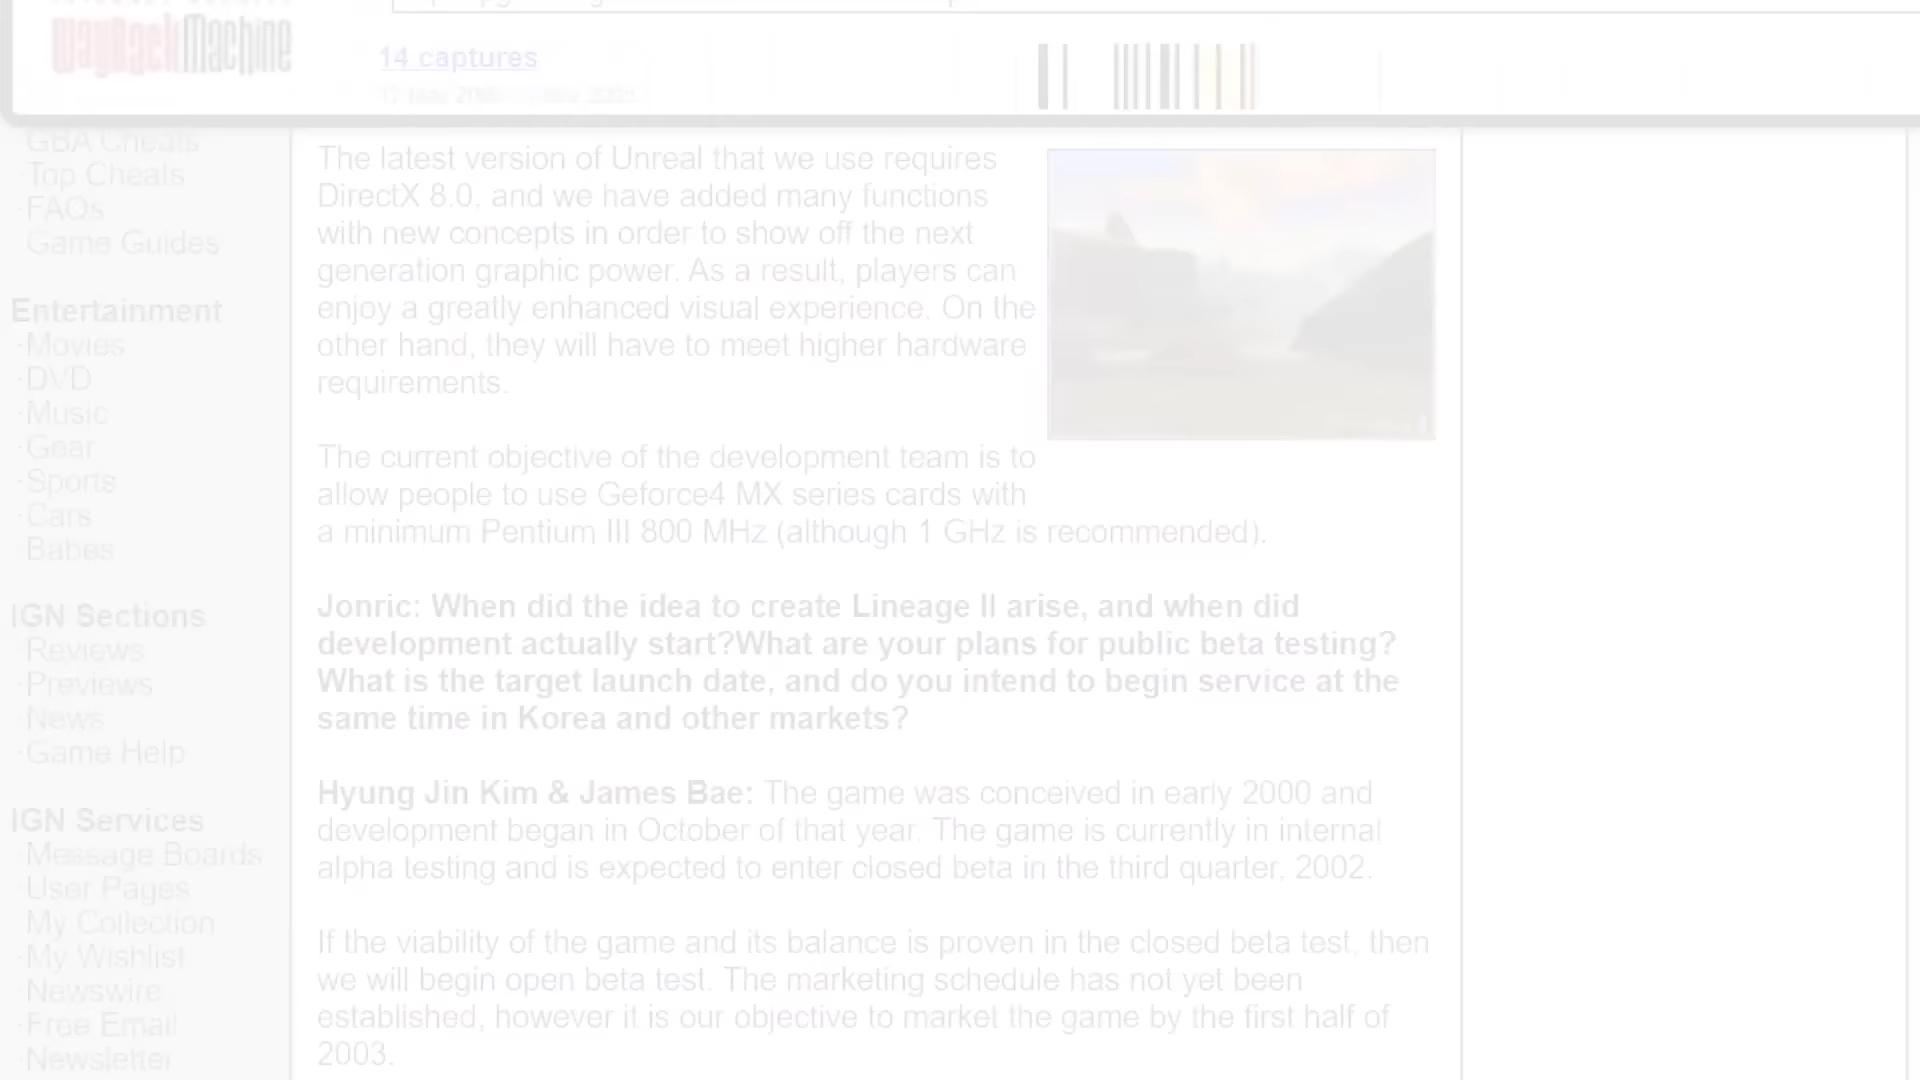 WayBackMachine
14 captures
GBA Cheats
Top Cheats
FAQs
Game Guides
Entertainment
Movies
DVD
Music
Gear
Sports
Cars
Babes
IGN Sections
Reviews
Previews
News
Game Help
IGN Services
Message Boards
User Pages
My Collection
My Wishlist
Newswire
Free Email
Newsletter
The latest version of Unreal that we use requires
DirectX 8.0, and we have added many functions
with new concepts in order to show off the next
generation graphic power. As a result, players can
enjoy a greatly enhanced visual experience. On the
other hand, they will have to meet higher hardware
requirements.
The current objective of the development team is to
allow people to use Geforce4 MX series cards with
a minimum Pentium III 800 MHz (although 1 GHz is recommended).
Jonric: When did the idea to create Lineage II arise, and when did
development actually start?What are your plans for public beta testing?
What is the target launch date, and do you intend to begin service at the
same time in Korea and other markets?
Hyung Jin Kim & James Bae: The game was conceived in early 2000 and
development began in October of that year. The game is currently in internal
alpha testing and is expected to enter closed beta in the third quarter, 2002.
If the viability of the game and its balance is proven in the closed beta test, then
we will begin open beta test. The marketing schedule has not yet been
established, however it is our objective to market the game by the first half of
2003.